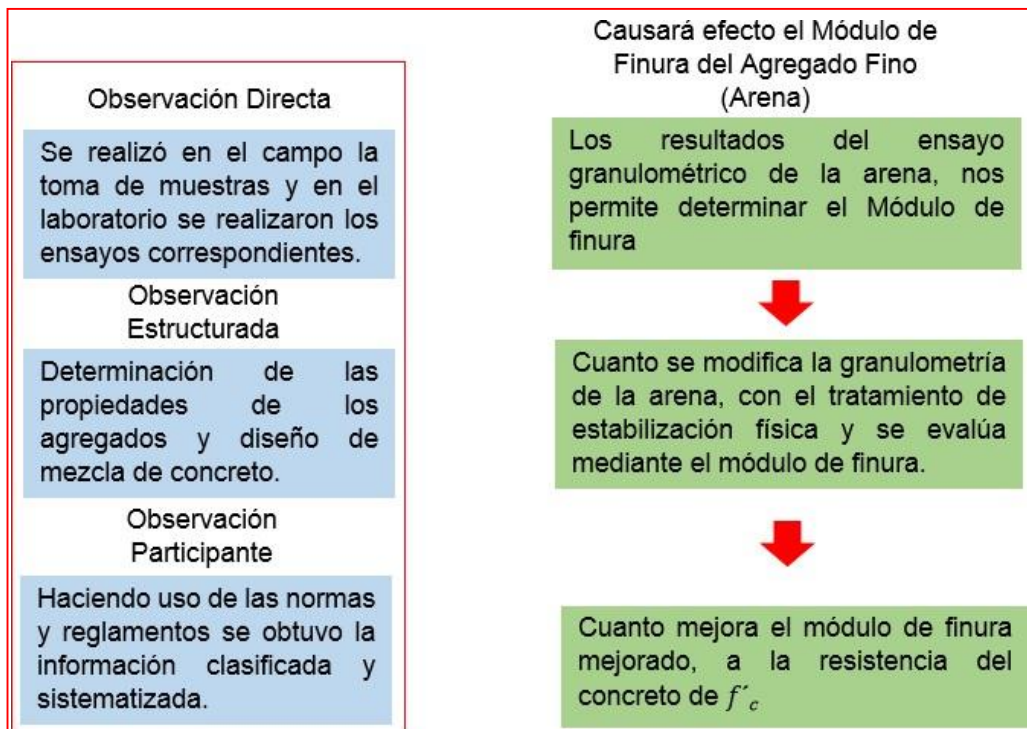 Observación Directa
Se realizó en el campo la
toma de muestras y en el
laboratorio se realizaron los
ensayos correspondientes.
Observación
Estructurada
Determinación de las
propiedades de los
agregados y diseño de
mezcla de concreto.
Observación
Participante
Haciendo uso de las normas
y reglamentos se obtuvo la
información clasificada y
sistematizada.
Causará efecto el Módulo de
Finura del Agregado Fino
(Arena)
Los resultados del ensayo
granulométrico de la arena, nos
permite determinar el Módulo de
finura
Cuanto se modifica la granulometría
de la arena, con el tratamiento de
estabilización física y se evalúa
mediante el módulo de finura.
Cuanto mejora el módulo de finura
mejorado, a la resistencia del
concreto de f´c